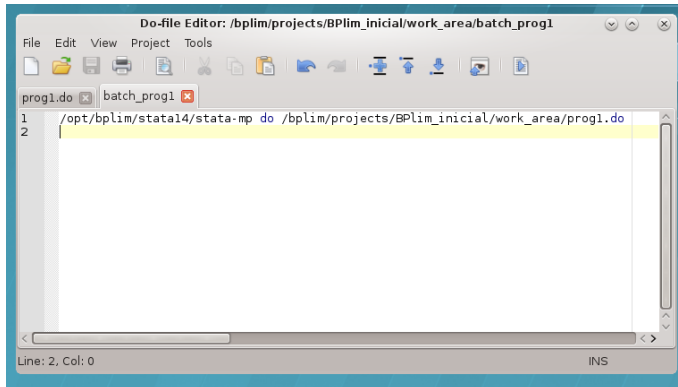 Do-file Editor: /bplim/projects/BPlim_inicial/work_area/batch_prog1
File Edit View Project Tools
prog1.do batch_prog1
1 /opt/bplim/stata14/stata-mp do /bplim/projects/BPlim_inicial/work_area/prog1.do
2
Line: 2, Col: 0 INS